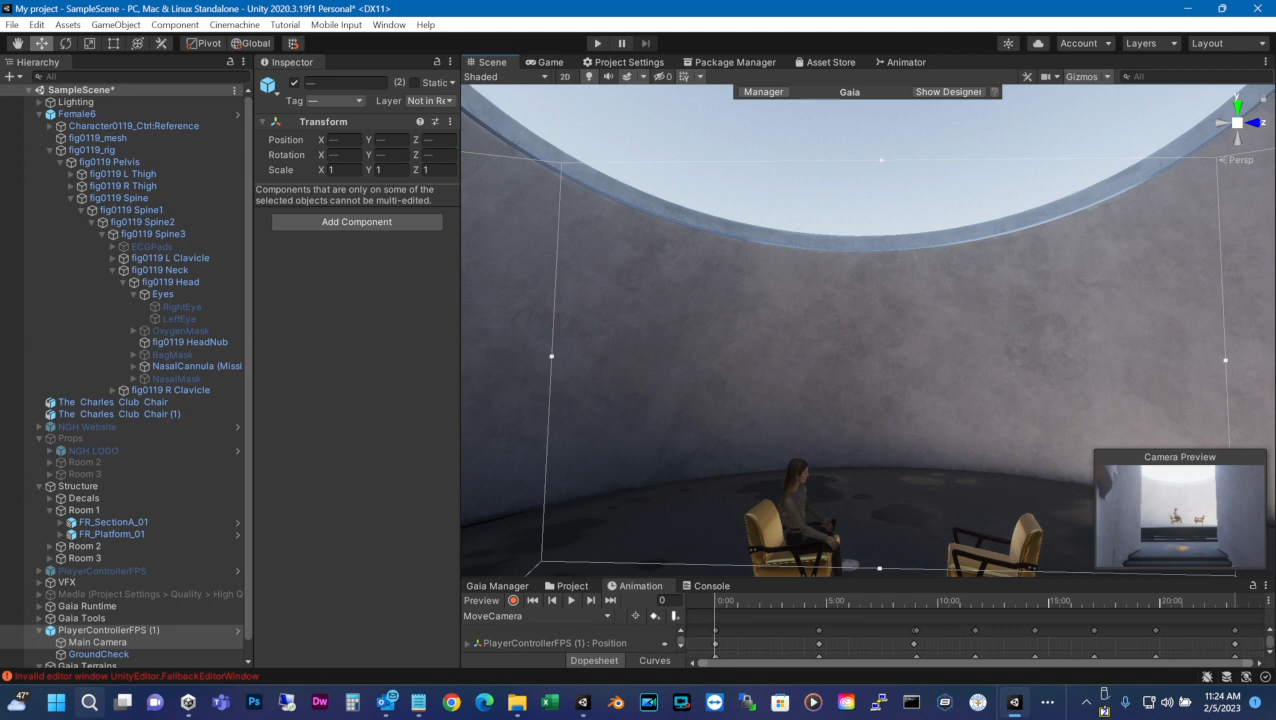 My project - SampleScene - PC, Mac & Linux Standalone - Unity 2020.3.19f1 Personal* <DX11>
File Edit Assets GameObject Component Cinemachine Tutorial Mobile Input Window Help
Pivot Global Account Layers Layout
Hierarchy
All
SampleScene*
Lighting
Female6
Character0119_Ctrl:Reference
fig0119_mesh
fig0119_rig
fig0119 Pelvis
fig0119 L Thigh
fig0119 R Thigh
fig0119 Spine
fig0119 Spine1
fig0119 Spine2
fig0119 Spine3
ECGPads
fig0119 L Clavicle
fig0119 Neck
fig0119 Head
Eyes
RightEye
LeftEye
OxygenMask
fig0119 HeadNub
BagMask
NasalCannula (Missi
NasalMask
fig0119 R Clavicle
The Charles Club Chair
The Charles Club Chair (1)
NGH Website
Props
NGH LOGO
Room 2
Room 3
Structure
Decals
Room 1
FR_SectionA_01
FR_Platform_01
Room 2
Room 3
PlayerControllerFPS
VFX
Media (Project Settings > Quality > High Q
Gaia Runtime
Gaia Tools
PlayerControllerFPS (1)
Main Camera
GroundCheck
Gaia Terrains
Inspector
— (2) Static
Tag — Layer Not in Re
Transform
Position X — Y — Z —
Rotation X — Y — Z —
Scale X 1 Y 1 Z 1
Components that are only on some of the
selected objects cannot be multi-edited.
Add Component
Scene Game Project Settings Package Manager Asset Store Animator
Shaded 2D 0 Gizmos All
Manager Gaia Show Designer ?
y
z
Persp
Camera Preview
Gaia Manager Project Animation Console
Preview 0 0:00 5:00 10:00 15:00 20:00
MoveCamera
PlayerControllerFPS (1) : Position
Dopesheet Curves
Invalid editor window UnityEditor.FallbackEditorWindow
47°
Ps
Dw
11:24 AM
2/5/2023